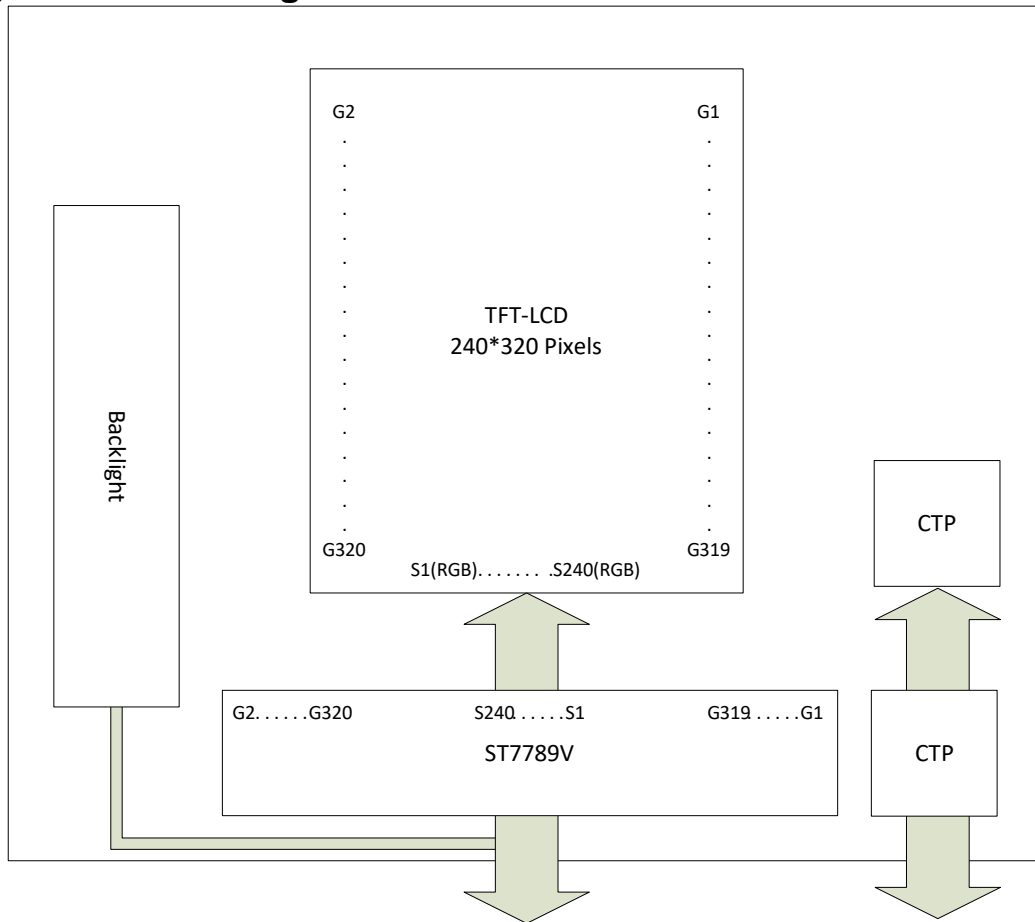 G2 G1
. .
. .
. .
. .
. .
. .
. .
TFT-LCD
240*320 Pixels
. .
. .
. .
. .
. .
. .
. .
. .
. .
G320 G319
S1(RGB). . . . . . . .S240(RGB)
Backlight
CTP
G2. . . . . .G320 S240. . . . . .S1 G319. . . . . .G1
ST7789V
CTP